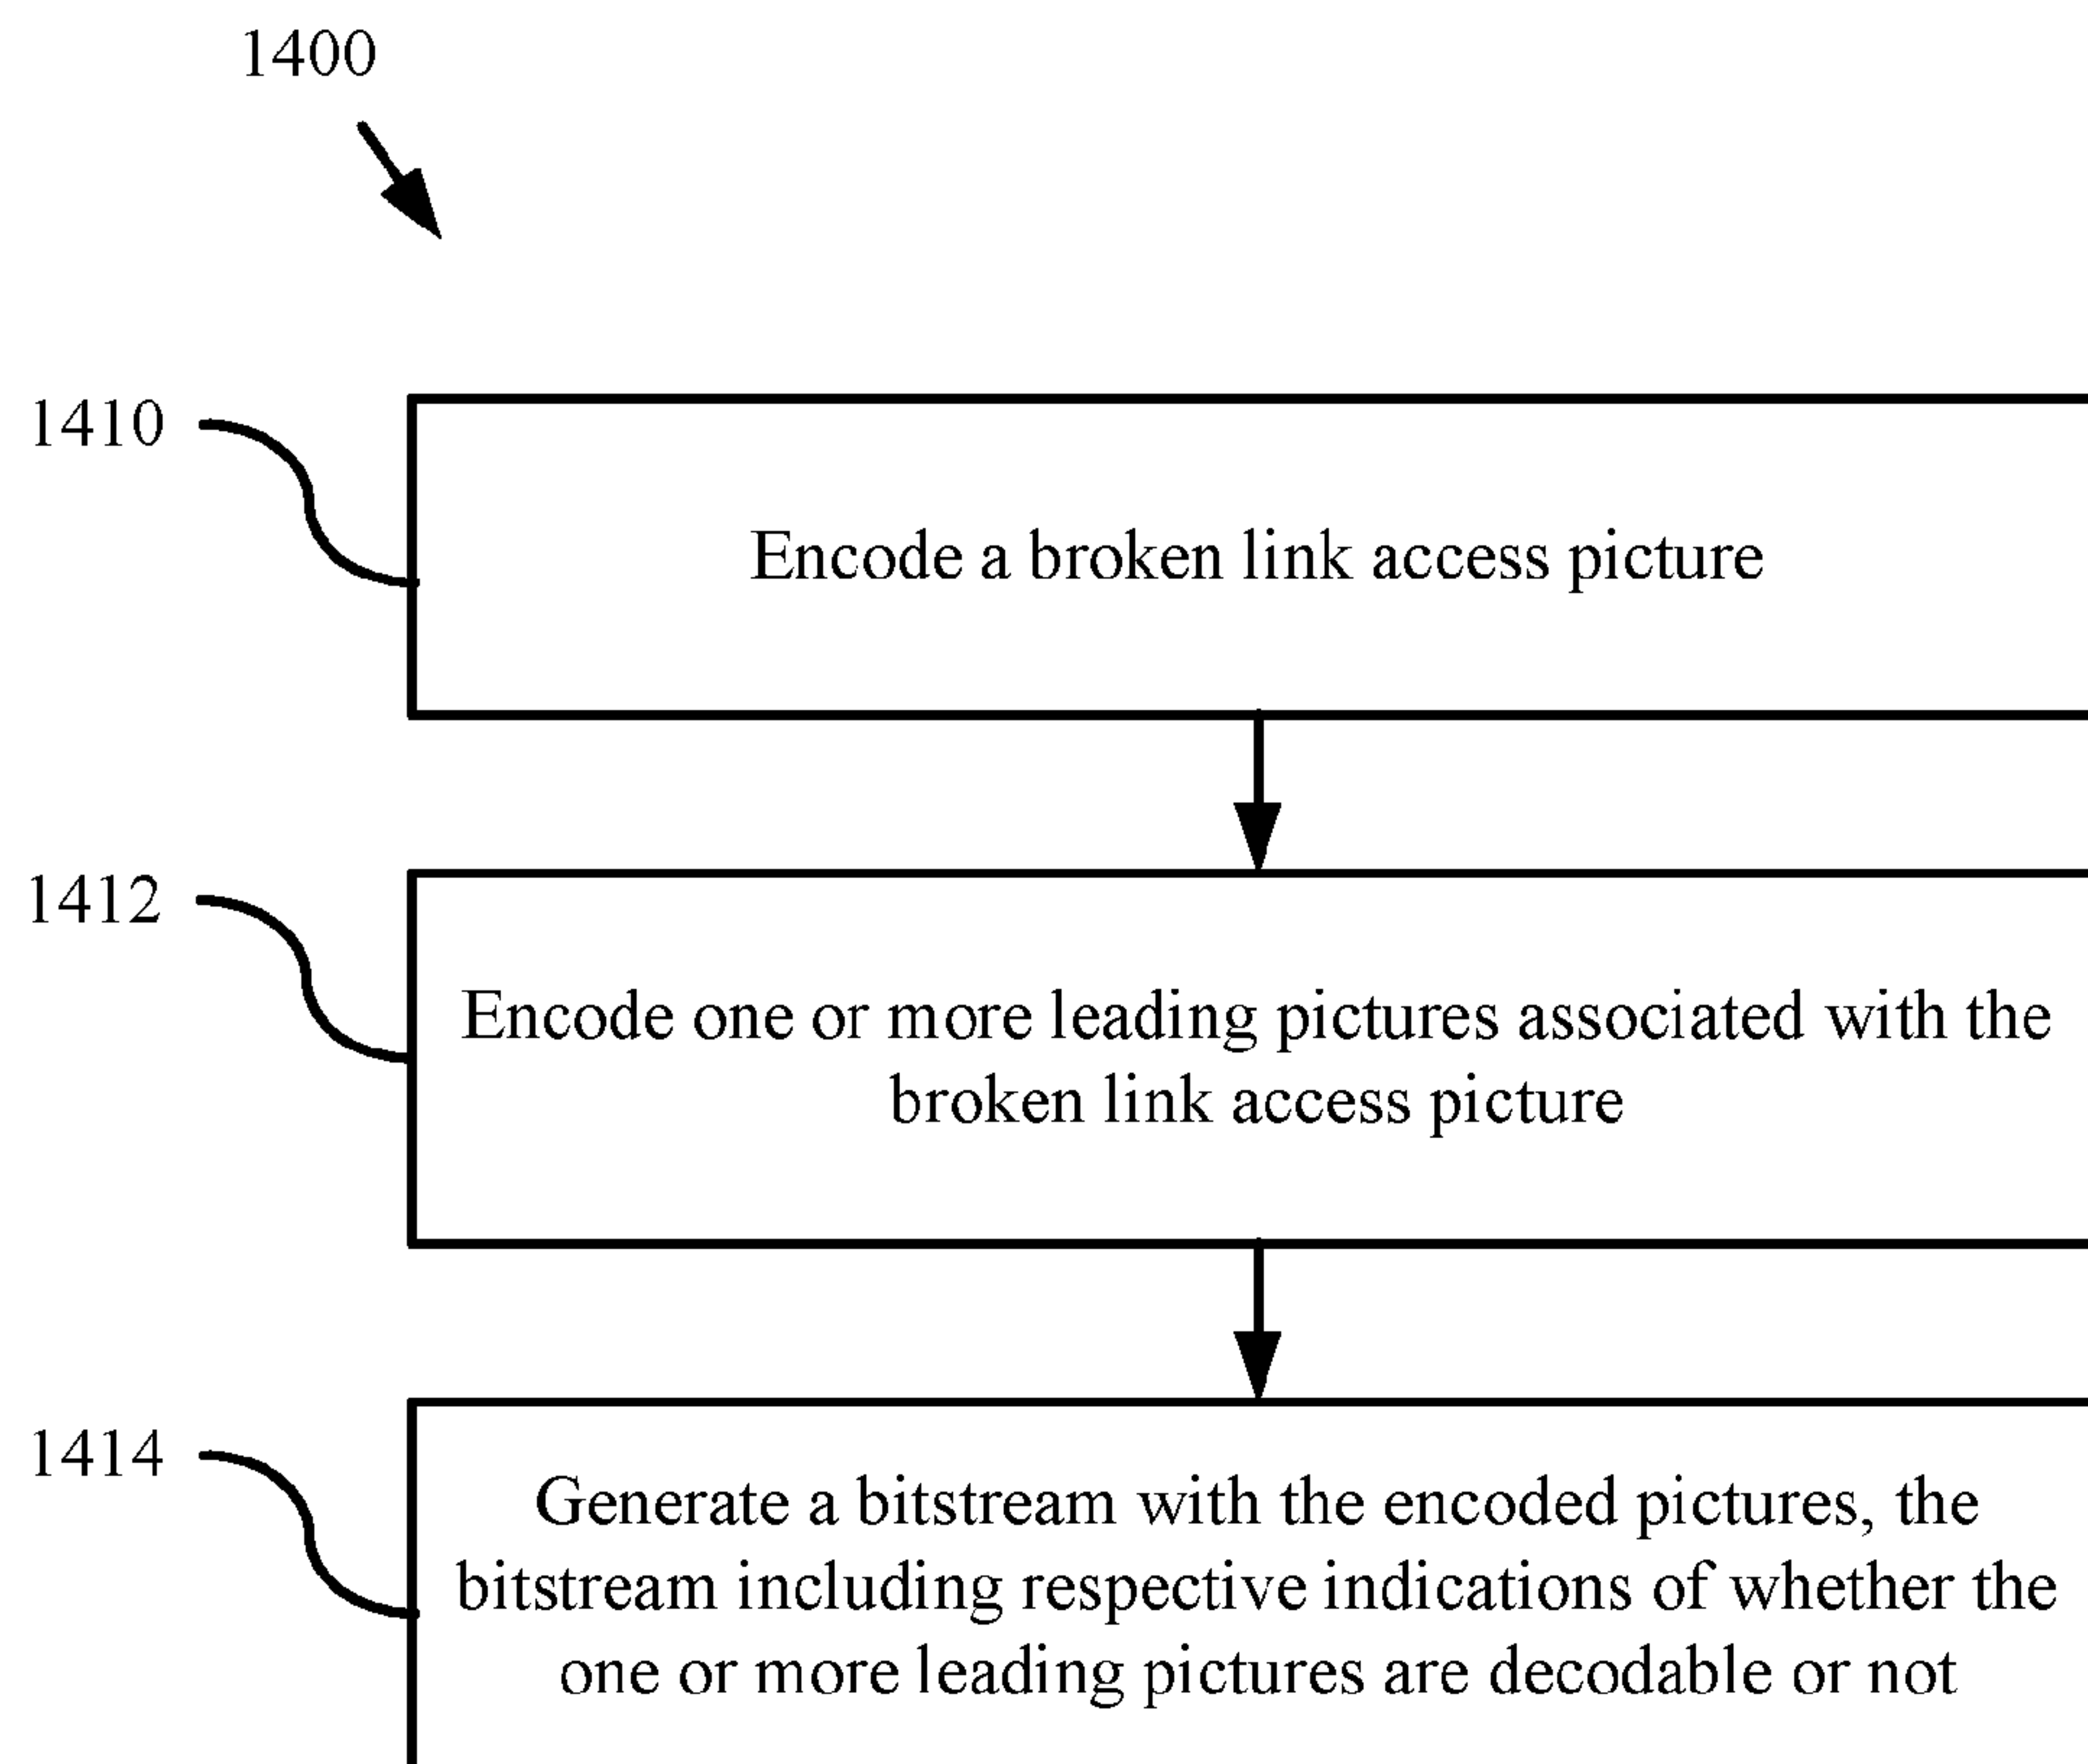 1400
1410
Encode a broken link access picture
1412
Encode one or more leading pictures associated with the
broken link access picture
1414
Generate a bitstream with the encoded pictures, the
bitstream including respective indications of whether the
one or more leading pictures are decodable or not